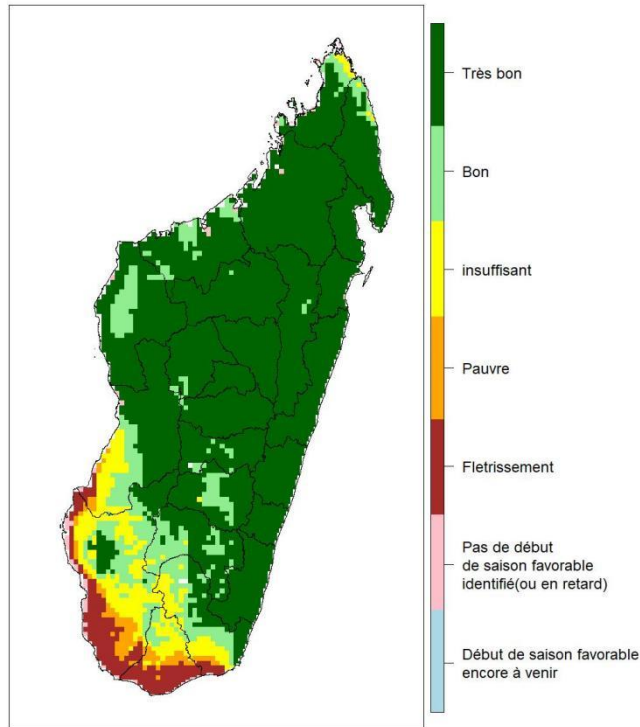 Très bon
Bon
insuffisant
Pauvre
Fletrissement
Pas de début
de saison favorable
identifié(ou en retard)
Début de saison favorable
encore à venir